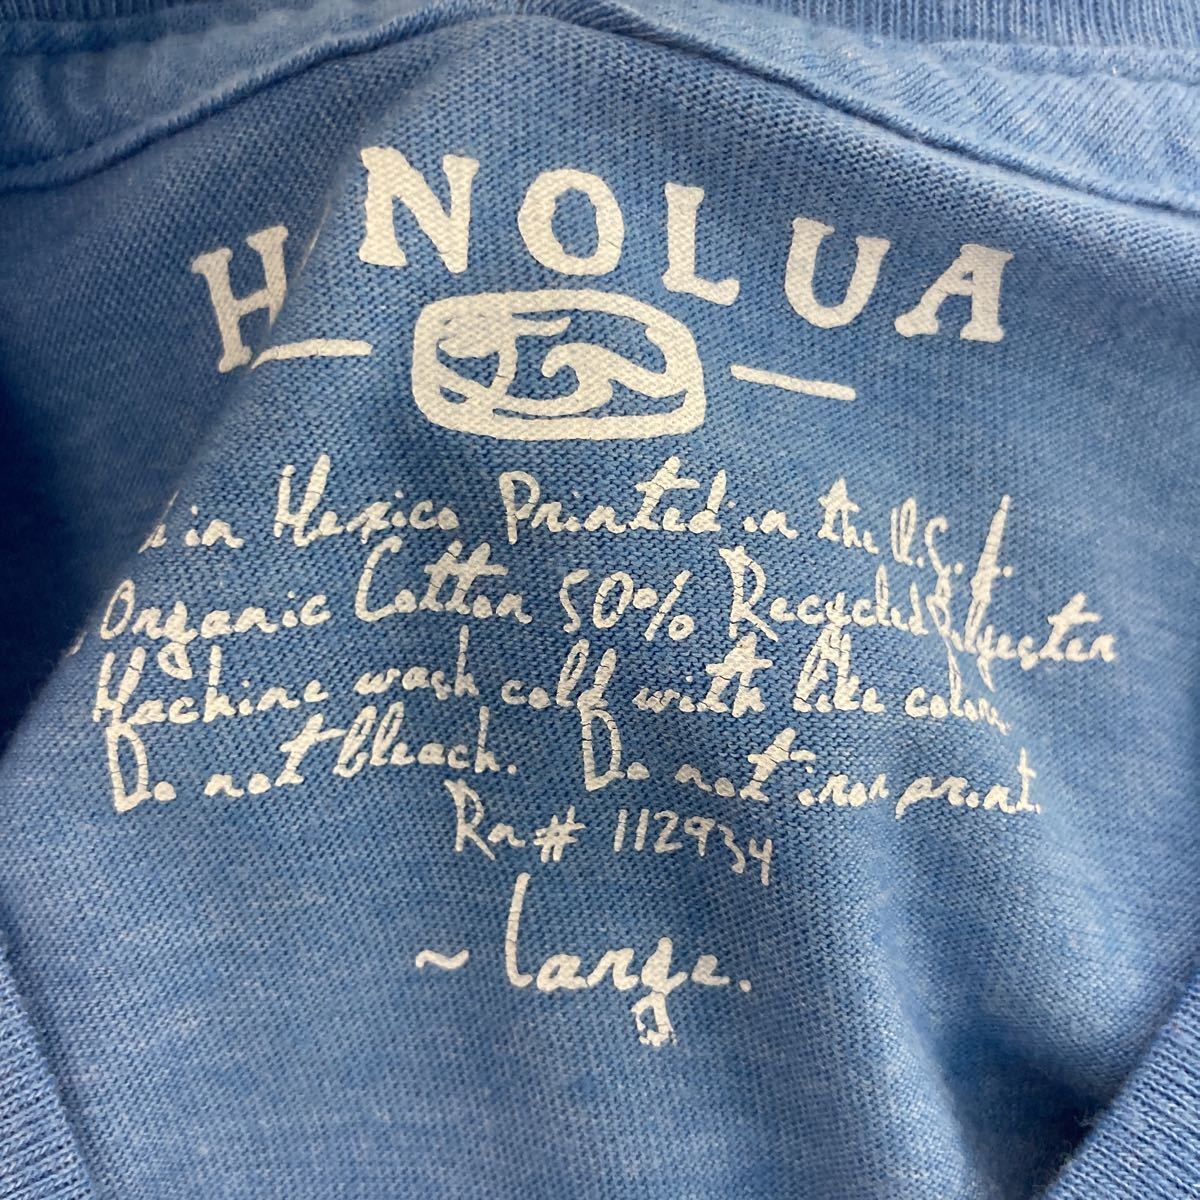 H NOLUA
in Mexico Printed in the U.S.A.
Organic Cotton 50% Recycled Polyester
Machine wash cold with like colors.
Do not bleach. Do not iron print.
Rn# 112934
~ Large.